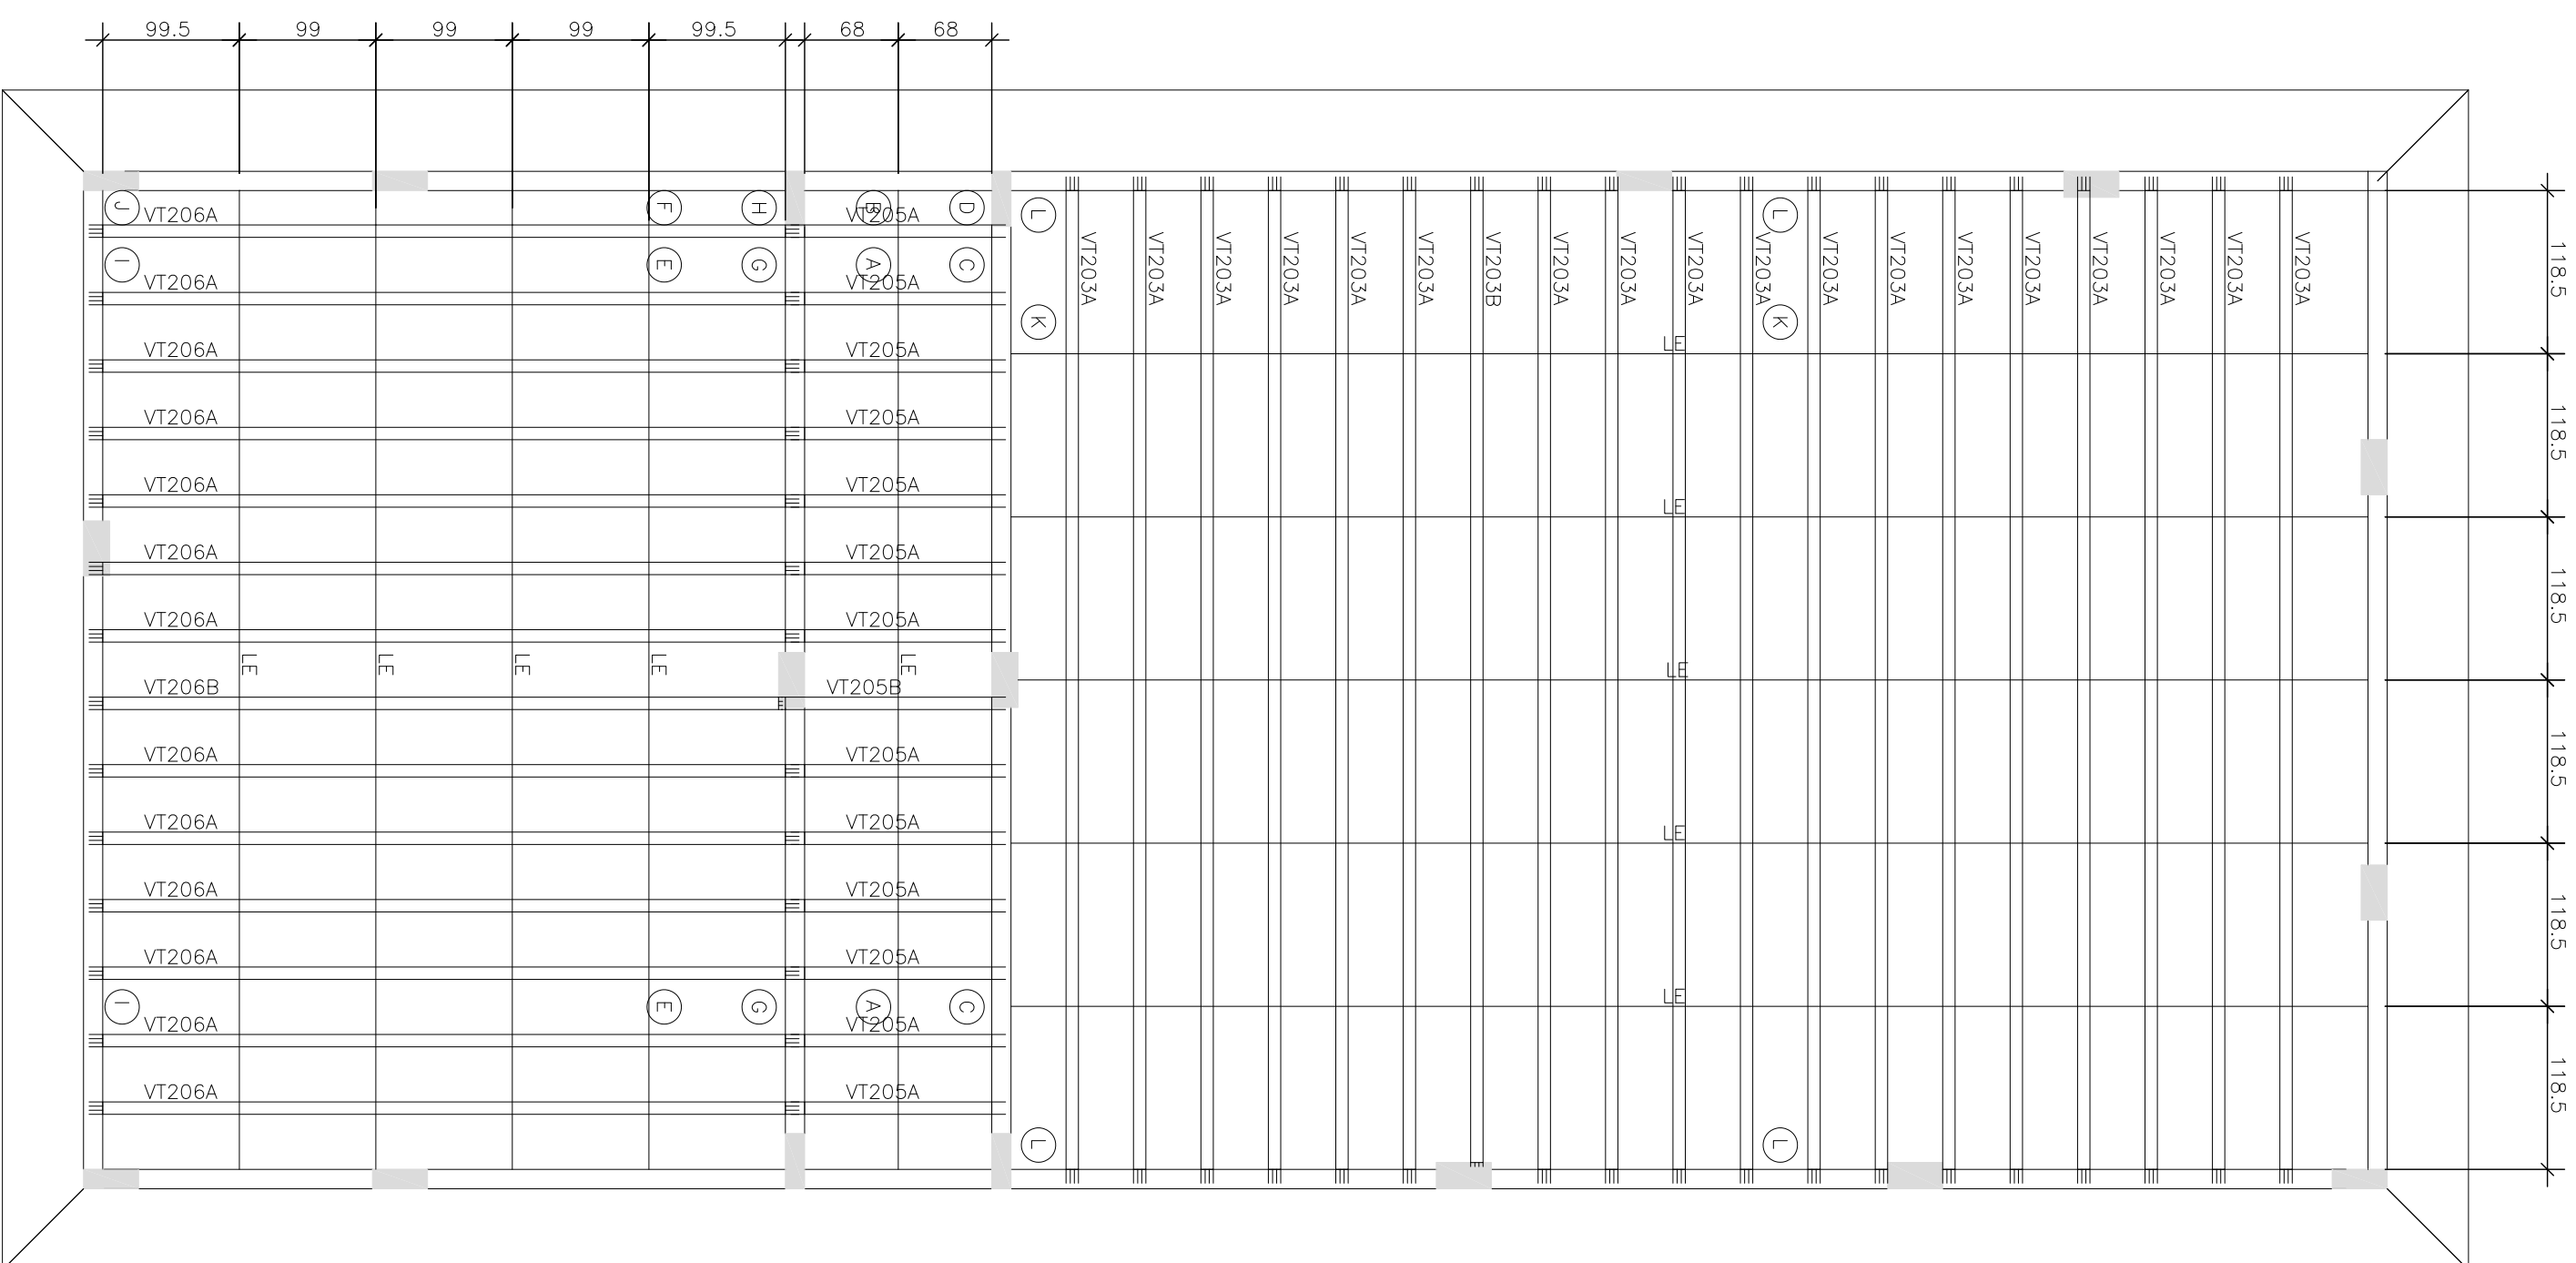 99.5 99 99 99 99.5 68 68
J VT206A F H B VT205A D L L
118.5
I VT206A E G A VT205A C
VT203A VT203A VT203A VT203A VT203A VT203A VT203B VT203A VT203A VT203A VT203A VT203A VT203A VT203A VT203A VT203A VT203A VT203A VT203A
K K
VT206A VT205A LE
VT206A VT205A
118.5
VT206A VT205A
LE
VT206A VT205A
118.5
VT206A VT205A
LE LE LE LE LE LE
VT206B VT205B
VT206A VT205A
118.5
VT206A VT205A LE
VT206A VT205A
118.5
VT206A VT205A
I E G A C LE
VT206A VT205A
VT206A VT205A
118.5
L L